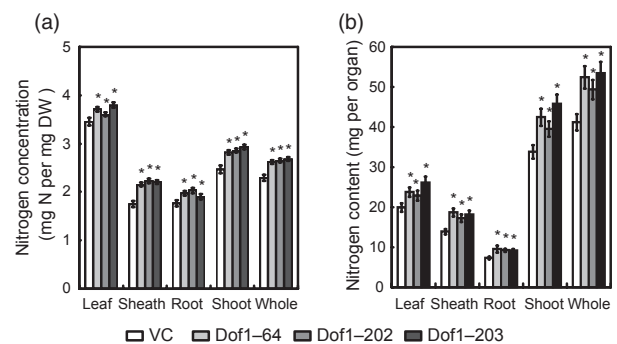 (a)
Nitrogen concentration
(mg N per mg DW)
5
4
3
2
1
0
* * *
* * *
* * *
* * *
* * *
Leaf Sheath Root Shoot Whole
(b)
Nitrogen content (mg per organ)
60
50
40
30
20
10
0
* * *
* * *
* * *
* * *
* * *
Leaf Sheath Root Shoot Whole
VC Dof1–64 Dof1–202 Dof1–203